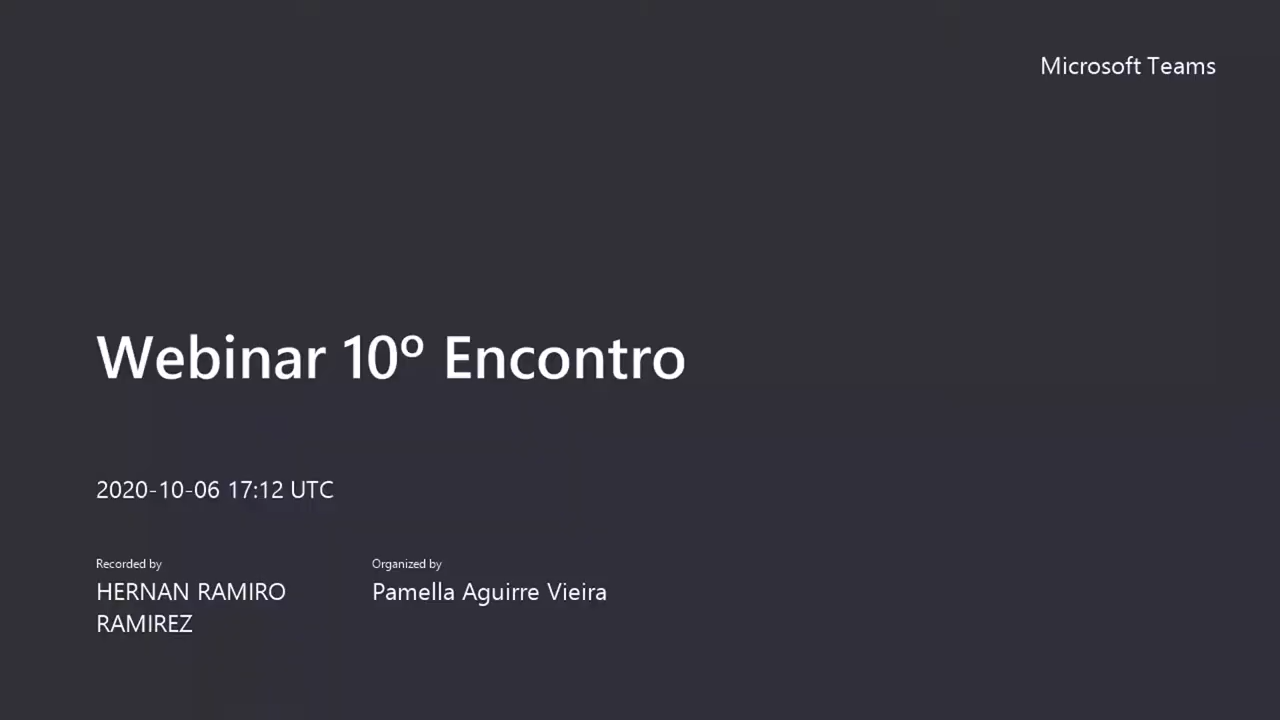 Microsoft Teams
Webinar 10º Encontro
2020-10-06 17:12 UTC
Recorded by
HERNAN RAMIRO
RAMIREZ
Organized by
Pamella Aguirre Vieira